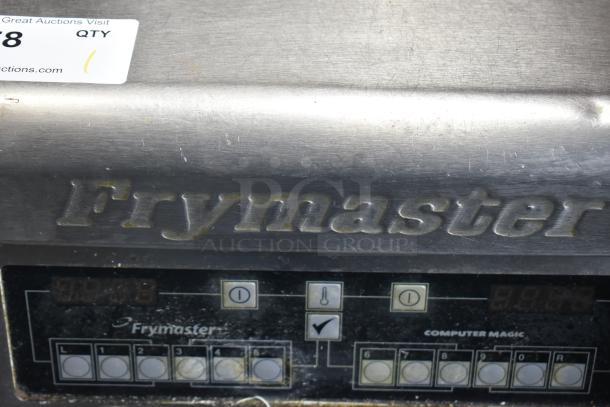 Great Auctions Visit
8 QTY
ctions.com
1
Frymaster
PCI
AUCTION GROUP
Frymaster
COMPUTER MAGIC
L 1 2 3 4 5 6 7 8 9 0 R